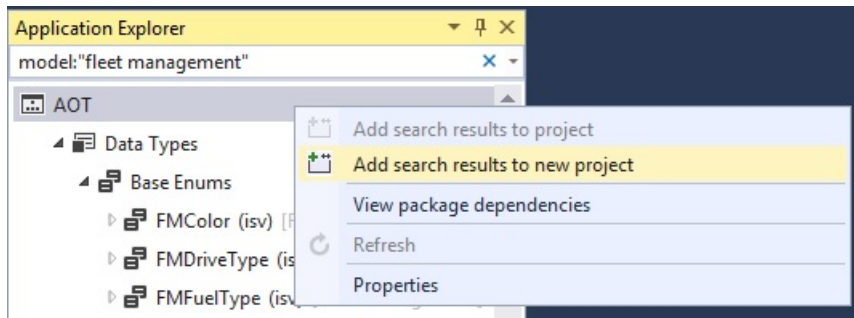 Application Explorer
model:"fleet management"
AOT
Add search results to project
Data Types
Add search results to new project
Base Enums
View package dependencies
FMColor (isv)
Refresh
FMDriveType (is
Properties
FMFuelType (isv